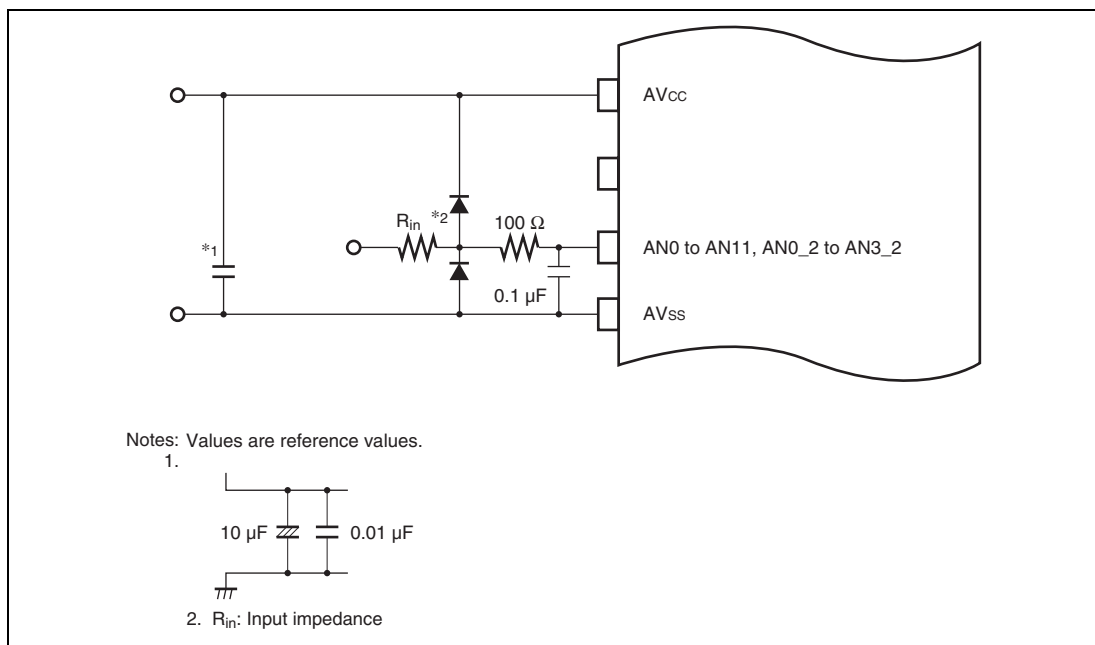 AVCC
Rin *2 100 Ω
*1
AN0 to AN11, AN0_2 to AN3_2
0.1 µF
AVSS
Notes: Values are reference values.
1.
10 µF 0.01 µF
2. Rin: Input impedance